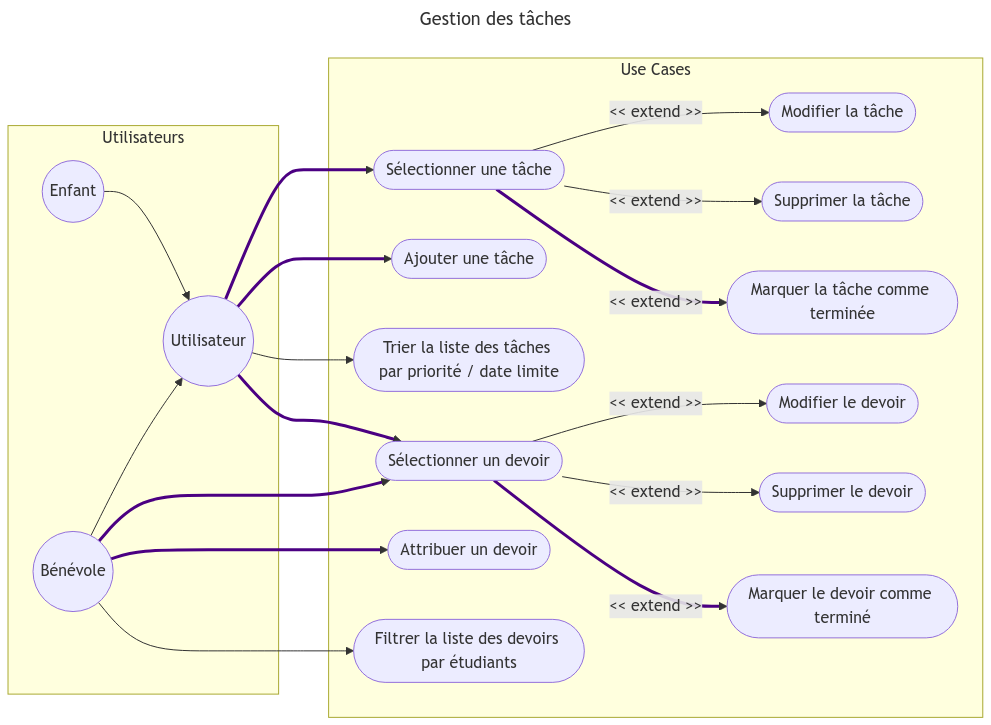 Gestion des tâches
Utilisateurs
Enfant
Utilisateur
Bénévole
Use Cases
Sélectionner une tâche
Ajouter une tâche
Trier la liste des tâches
par priorité / date limite
Sélectionner un devoir
Attribuer un devoir
Filtrer la liste des devoirs
par étudiants
<< extend >>
Modifier la tâche
<< extend >>
Supprimer la tâche
<< extend >>
Marquer la tâche comme
terminée
<< extend >>
Modifier le devoir
<< extend >>
Supprimer le devoir
<< extend >>
Marquer le devoir comme
terminé